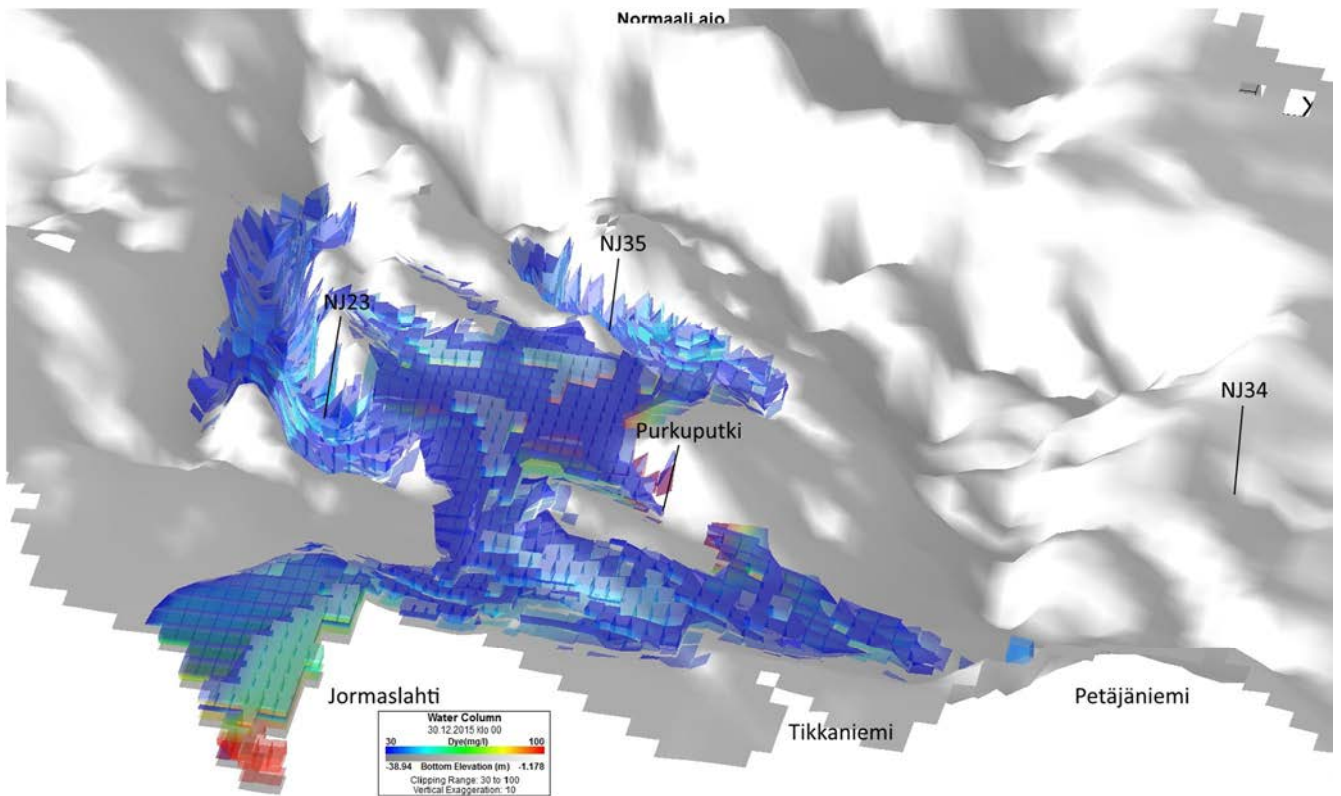 Normaali ajo
Y
NJ35
NJ23
NJ34
Purkuputki
Jormaslahti
Petäjäniemi
Tikkaniemi
Water Column
30.12.2015 klo 00
30 Dye(mg/l) 100
-38.94 Bottom Elevation (m) -1.178
Clipping Range: 30 to 100
Vertical Exaggeration: 10